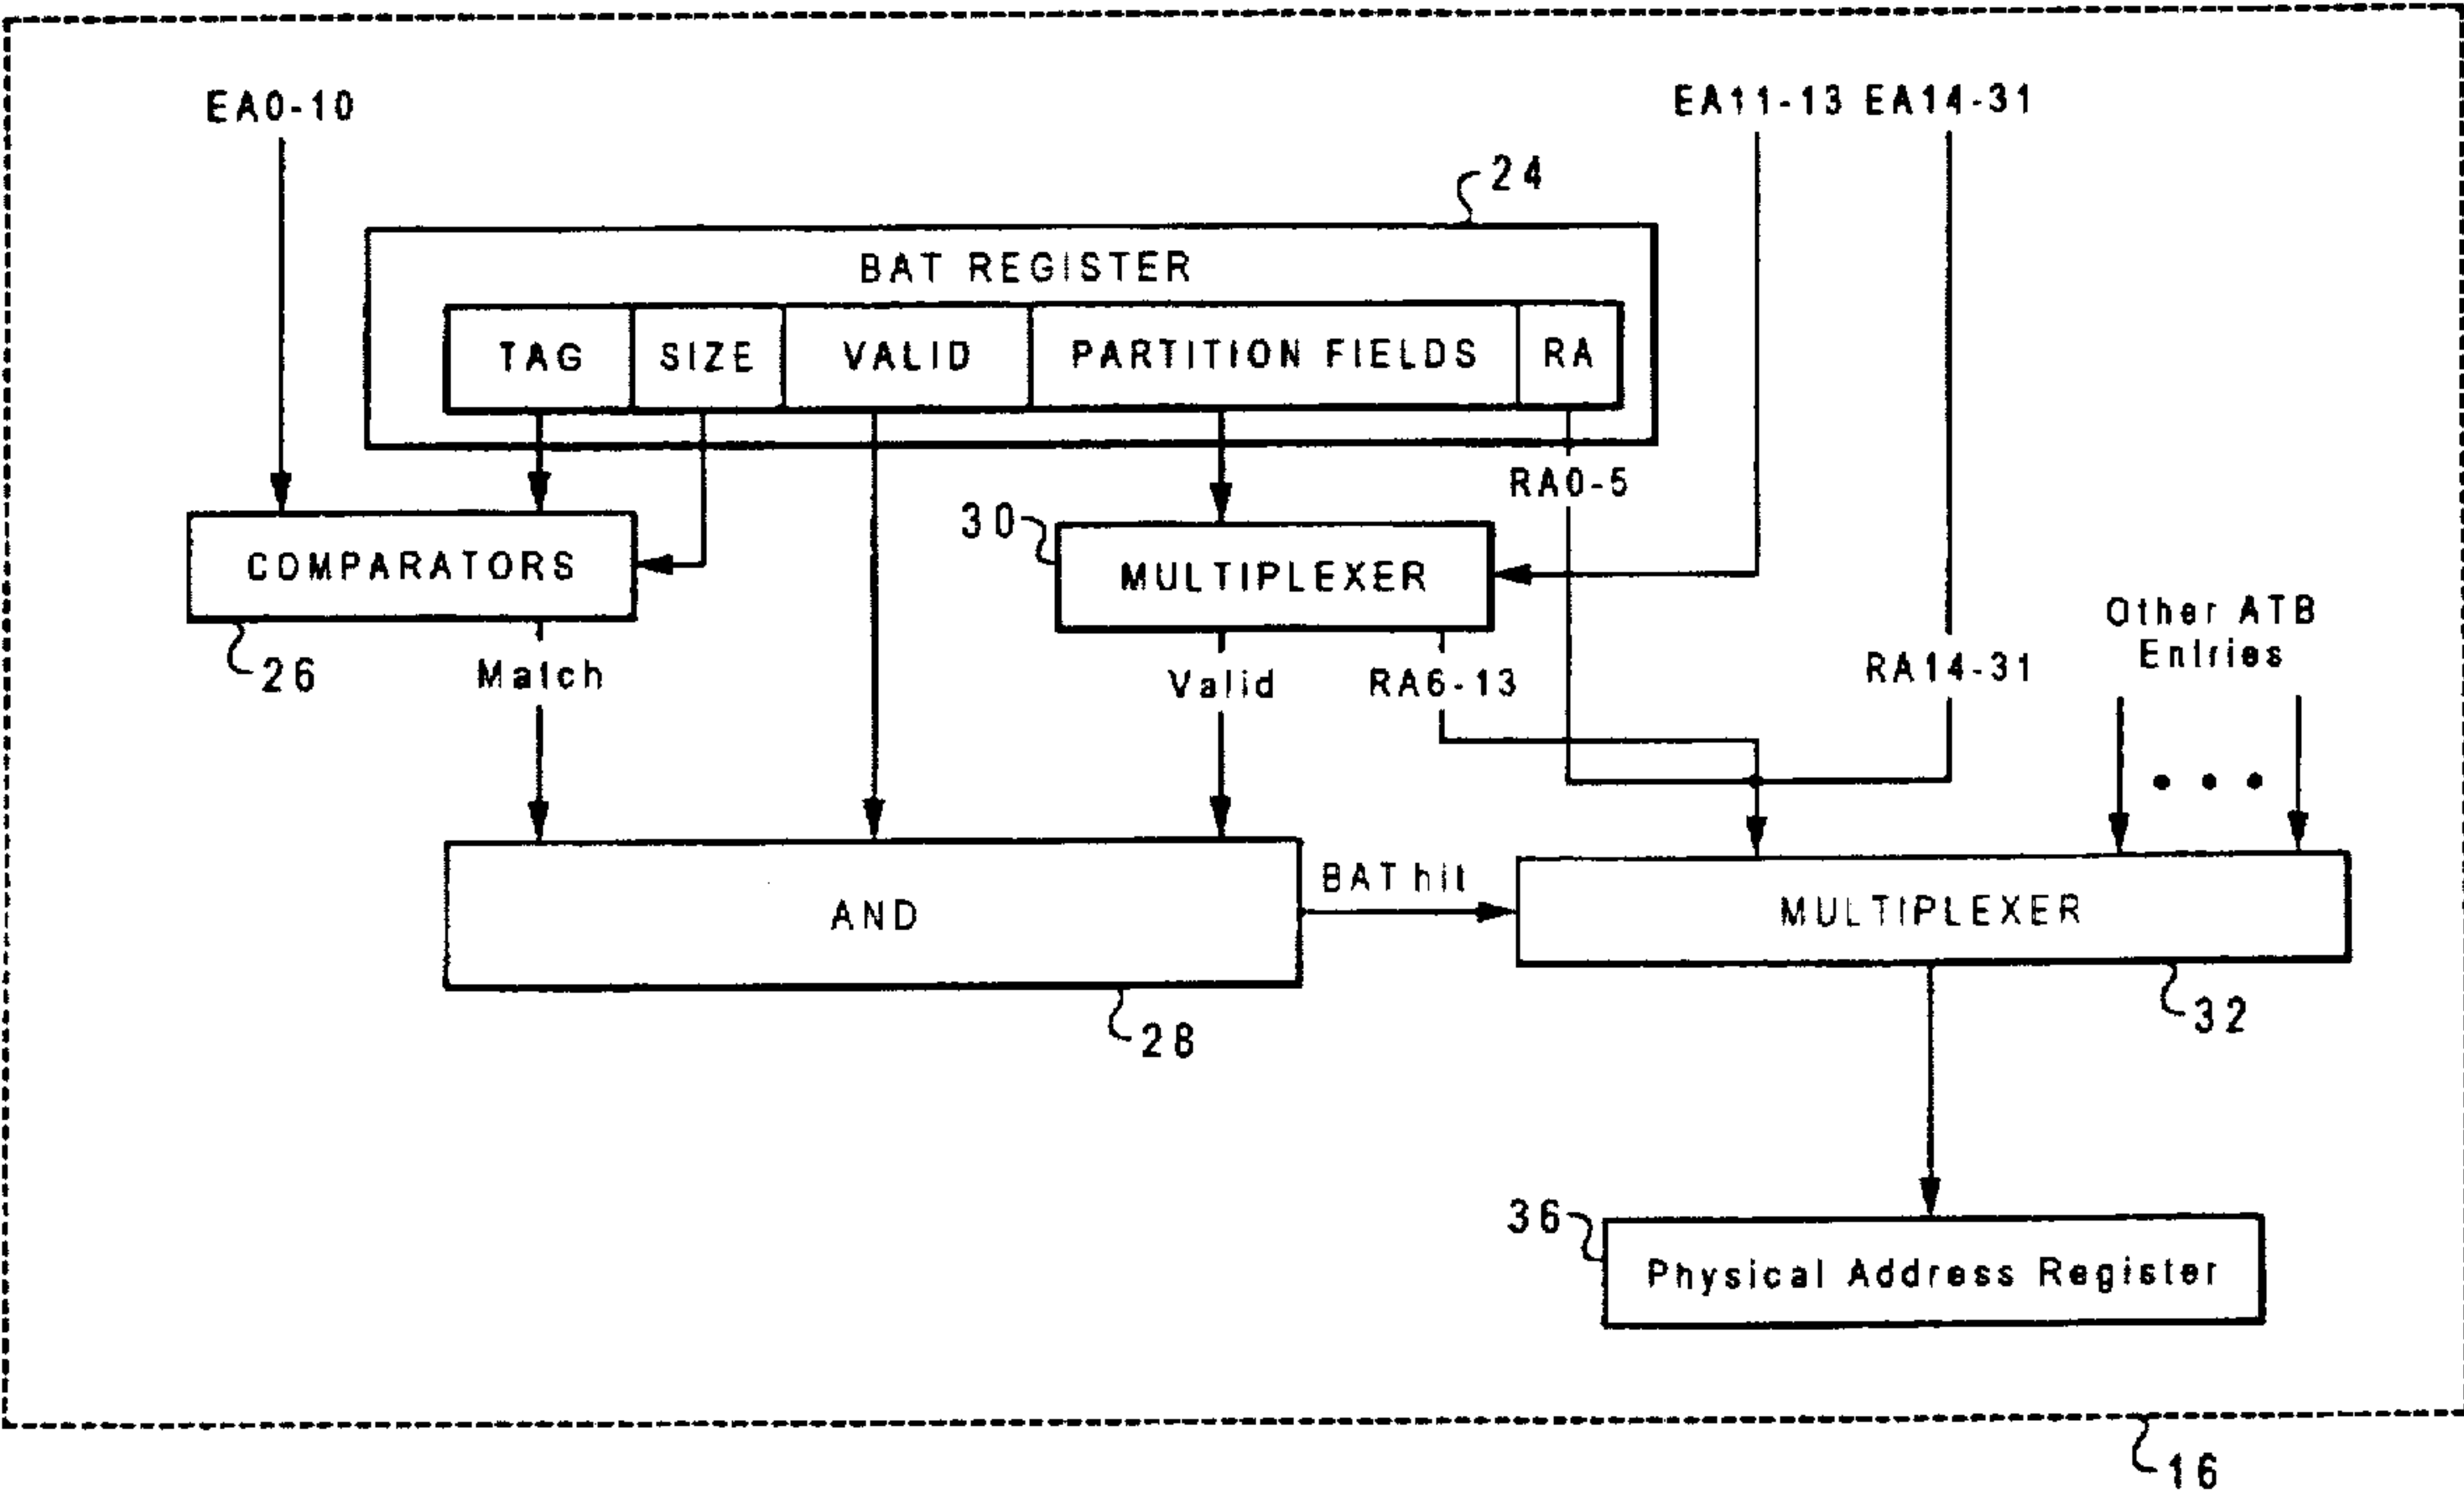 EA0-10
EA11-13 EA14-31
24
BAT REGISTER
TAG SIZE VALID PARTITION FIELDS RA
RA0-5
30
COMPARATORS
MULTIPLEXER
26
Match
Valid
RA6-13
RA14-31
Other ATB
Entries
• • •
AND
BAT hit
MULTIPLEXER
28
32
36
Physical Address Register
16